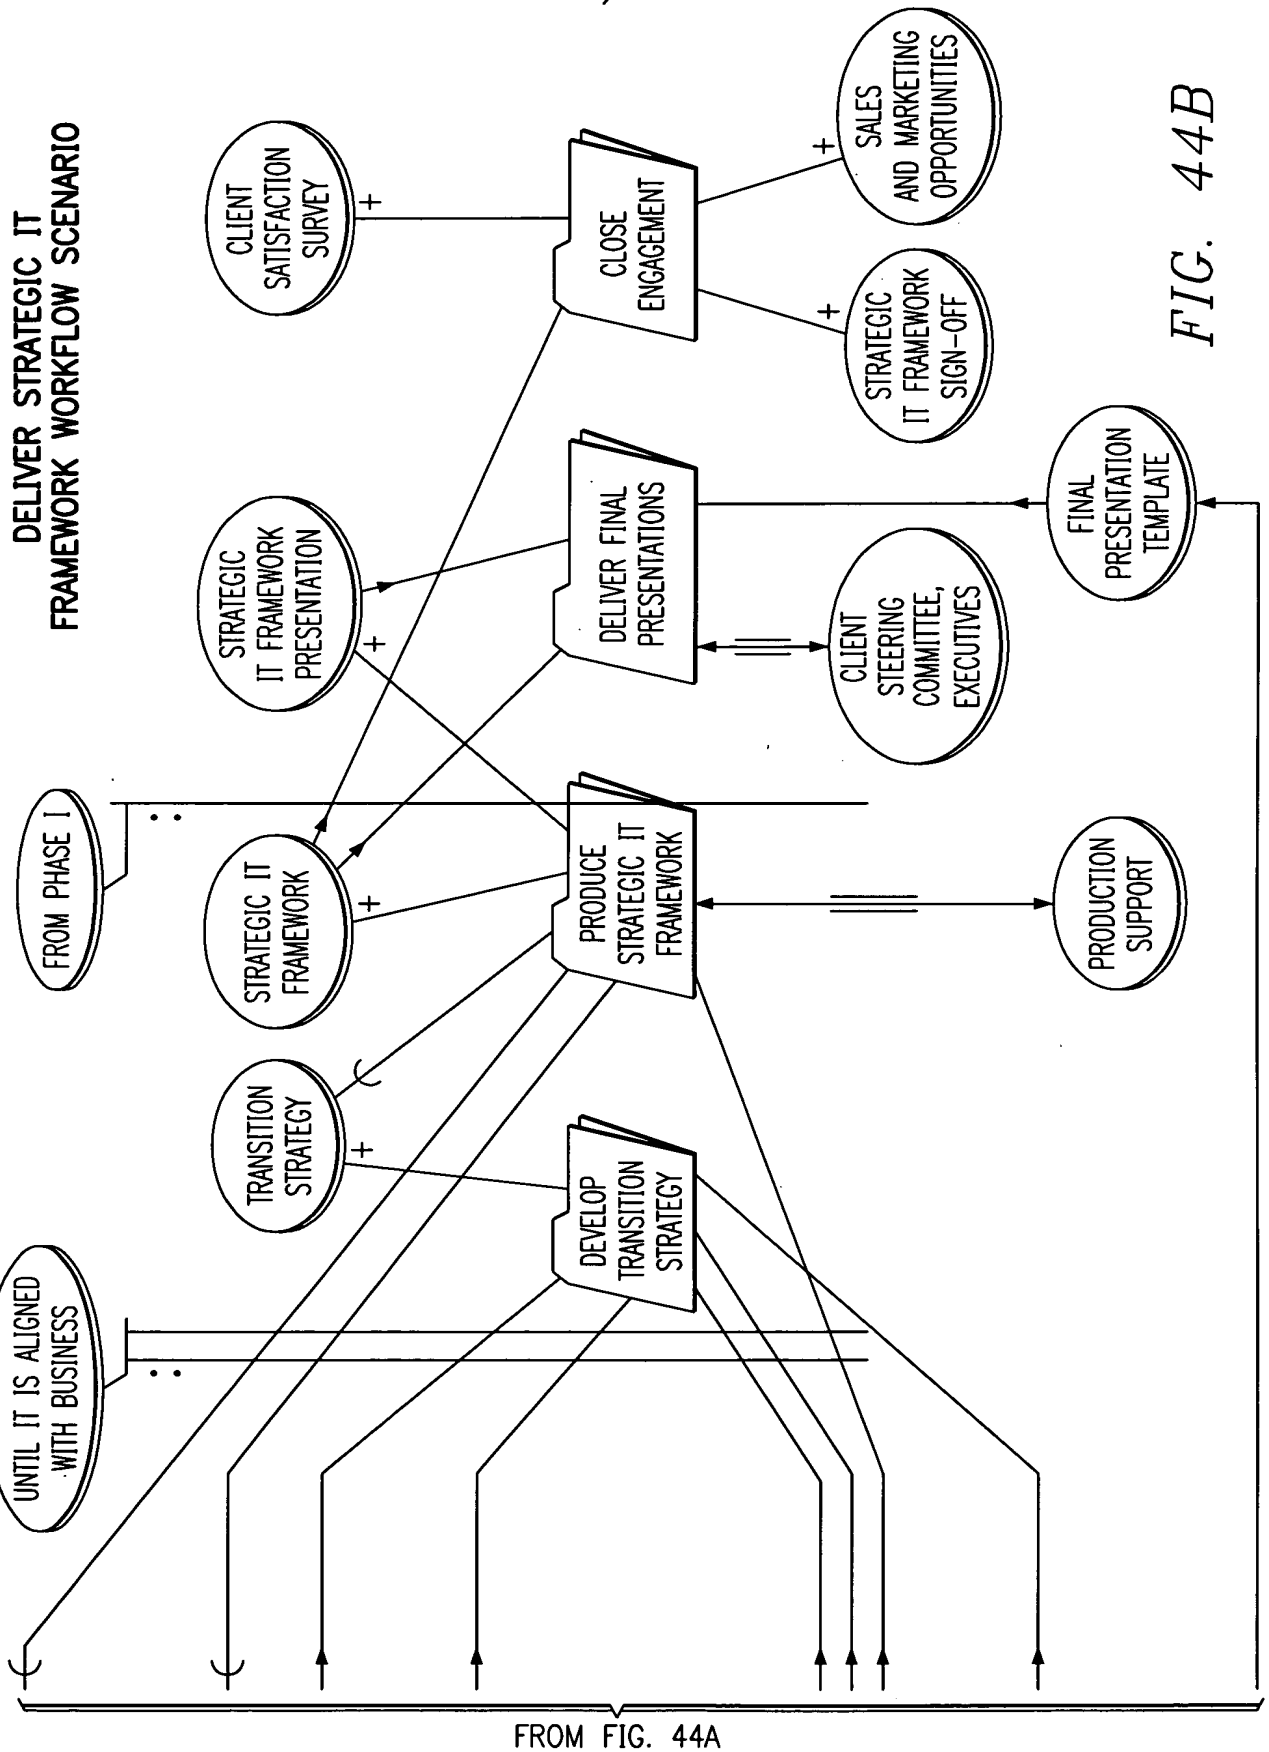 DELIVER STRATEGIC IT
FRAMEWORK WORKFLOW SCENARIO
UNTIL IT IS ALIGNED
WITH BUSINESS
FROM PHASE I
TRANSITION
STRATEGY
+
STRATEGIC IT
FRAMEWORK
+
STRATEGIC
IT FRAMEWORK
PRESENTATION
+
CLIENT
SATISFACTION
SURVEY
+
DEVELOP
TRANSITION
STRATEGY
PRODUCE
STRATEGIC IT
FRAMEWORK
DELIVER FINAL
PRESENTATIONS
CLOSE
ENGAGEMENT
CLIENT
STEERING
COMMITTEE,
EXECUTIVES
+
STRATEGIC
IT FRAMEWORK
SIGN-OFF
+
SALES
AND MARKETING
OPPORTUNITIES
PRODUCTION
SUPPORT
FINAL
PRESENTATION
TEMPLATE
FROM FIG. 44A
FIG. 44B